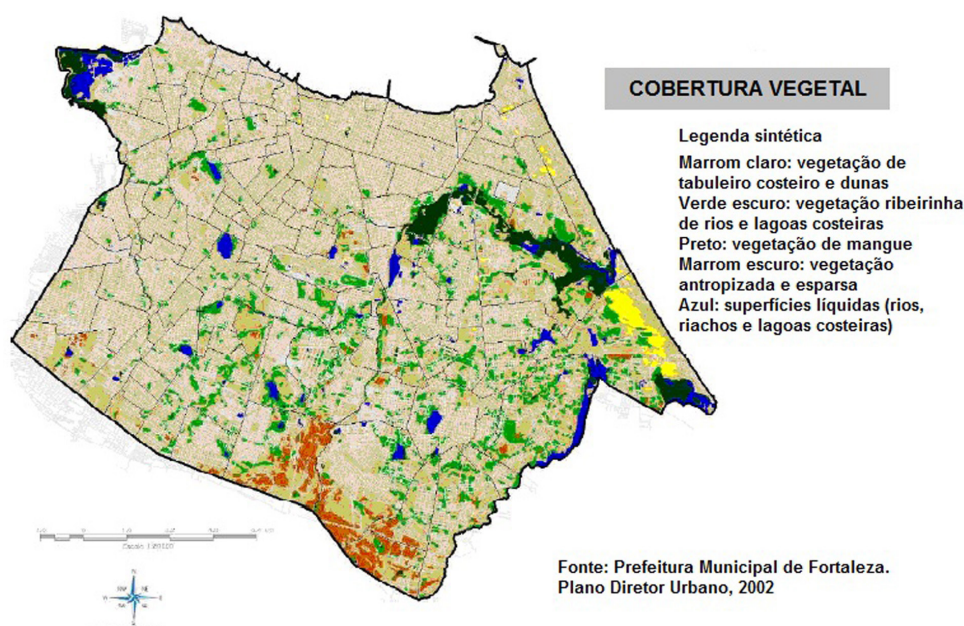 COBERTURA VEGETAL
Legenda sintética
Marrom claro: vegetação de
tabuleiro costeiro e dunas
Verde escuro: vegetação ribeirinha
de rios e lagoas costeiras
Preto: vegetação de mangue
Marrom escuro: vegetação
antropizada e esparsa
Azul: superfícies líquidas (rios,
riachos e lagoas costeiras)
Fonte: Prefeitura Municipal de Fortaleza.
Plano Diretor Urbano, 2002
N
NE
E
S